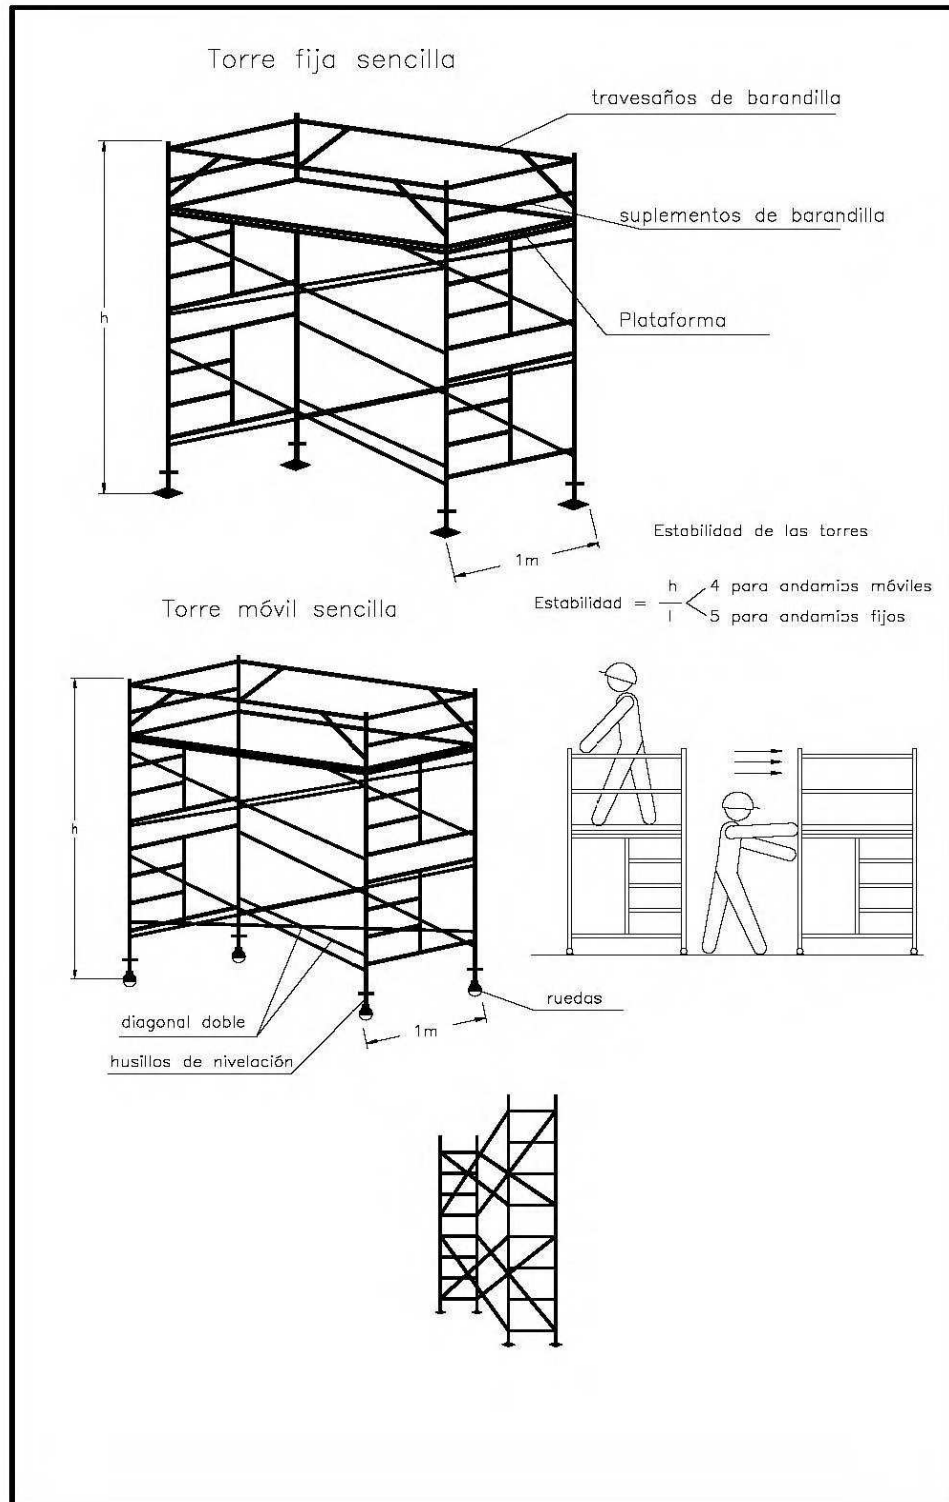 Torre fija sencilla
travesaños de barandilla
suplementos de barandilla
h
Plataforma
1m
Estabilidad de las torres
Estabilidad = h/l < 4 para andamios móviles
5 para andamios fijos
Torre móvil sencilla
h
ruedas
diagonal doble
1m
husillos de nivelación